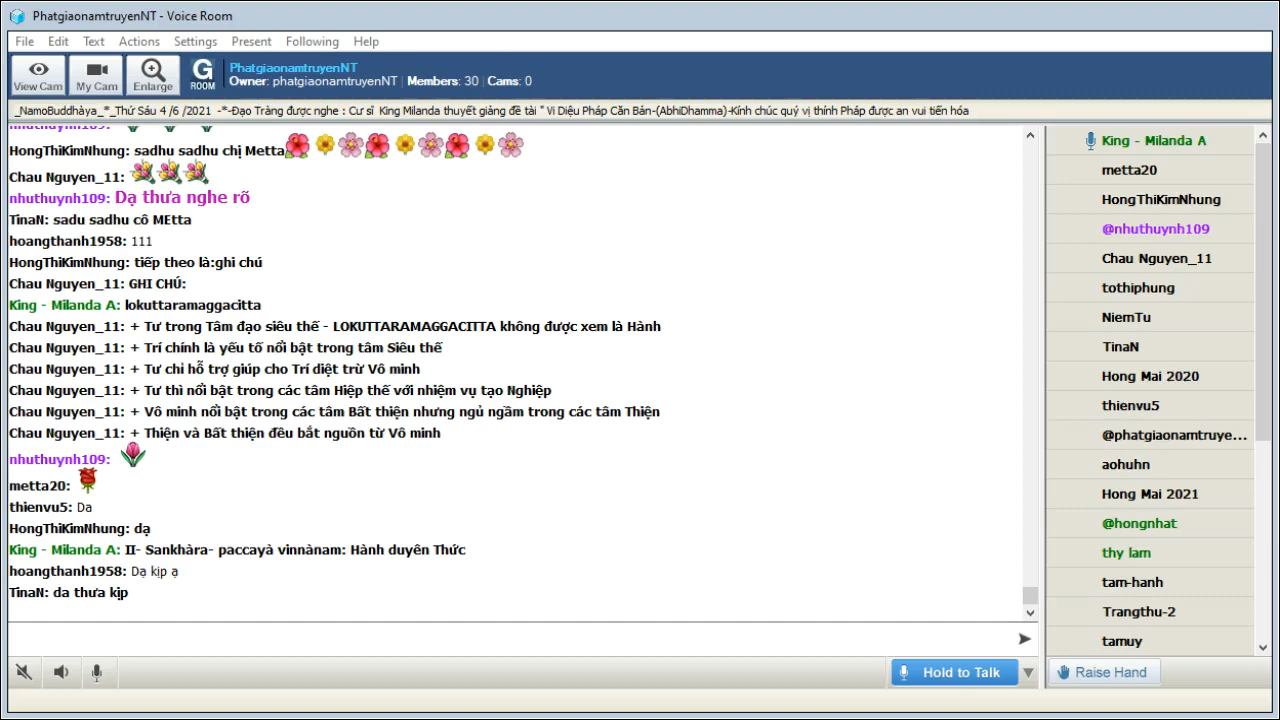 PhatgiaonamtruyenNT - Voice Room
File Edit Text Actions Settings Present Following Help
View Cam My Cam Enlarge G ROOM
PhatgiaonamtruyenNT
Owner: phatgiaonamtruyenNT | Members: 30 | Cams: 0
_NamoBuddhàya_*_Thứ Sáu 4 /6 /2021 -*-Đạo Tràng được nghe : Cư sĩ King Milanda thuyết giảng đề tài " Vi Diệu Pháp Căn Bản-(AbhiDhamma)-Kính chúc quý vị thính Pháp được an vui tiến hóa
nhuthuynh109:
HongThiKimNhung: sadhu sadhu chị Metta
Chau Nguyen_11:
nhuthuynh109: Dạ thưa nghe rõ
TinaN: sadu sadhu cô MEtta
hoangthanh1958: 111
HongThiKimNhung: tiếp theo là:ghi chú
Chau Nguyen_11: GHI CHÚ:
King - Milanda A: lokuttaramaggacitta
Chau Nguyen_11: + Tư trong Tâm đạo siêu thế - LOKUTTARAMAGGACITTA không được xem là Hành
Chau Nguyen_11: + Trí chính là yếu tố nổi bật trong tâm Siêu thế
Chau Nguyen_11: + Tư chỉ hỗ trợ giúp cho Trí diệt trừ Vô minh
Chau Nguyen_11: + Tư thì nổi bật trong các tâm Hiệp thế với nhiệm vụ tạo Nghiệp
Chau Nguyen_11: + Vô minh nổi bật trong các tâm Bất thiện nhưng ngủ ngầm trong các tâm Thiện
Chau Nguyen_11: + Thiện và Bất thiện đều bắt nguồn từ Vô minh
nhuthuynh109:
metta20:
thienvu5: Da
HongThiKimNhung: dạ
King - Milanda A: II- Sankhàra- paccayà vinnànam: Hành duyên Thức
hoangthanh1958: Dạ kịp ạ
TinaN: da thưa kịp
King - Milanda A
metta20
HongThiKimNhung
@nhuthuynh109
Chau Nguyen_11
tothiphung
NiemTu
TinaN
Hong Mai 2020
thienvu5
@phatgiaonamtruye...
aohuhn
Hong Mai 2021
@hongnhat
thy lam
tam-hanh
Trangthu-2
tamuy
Hold to Talk
Raise Hand